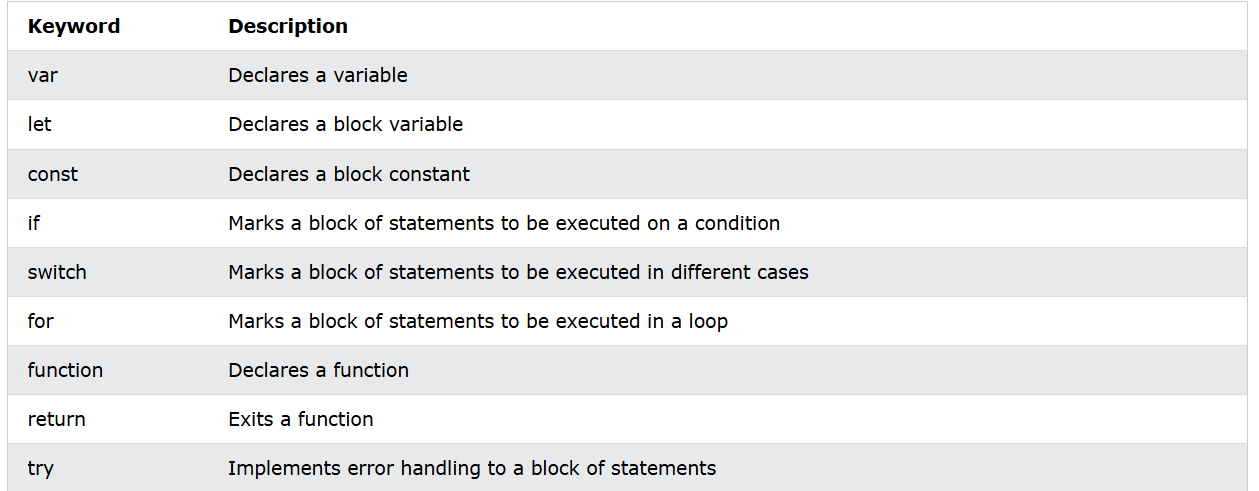 Keyword Description
var Declares a variable
let Declares a block variable
const Declares a block constant
if Marks a block of statements to be executed on a condition
switch Marks a block of statements to be executed in different cases
for Marks a block of statements to be executed in a loop
function Declares a function
return Exits a function
try Implements error handling to a block of statements